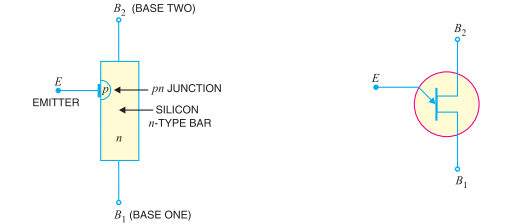 B2 (BASE TWO)
E
EMITTER
p
pn JUNCTION
SILICON
n-TYPE BAR
n
B1 (BASE ONE)
B2
E
B1